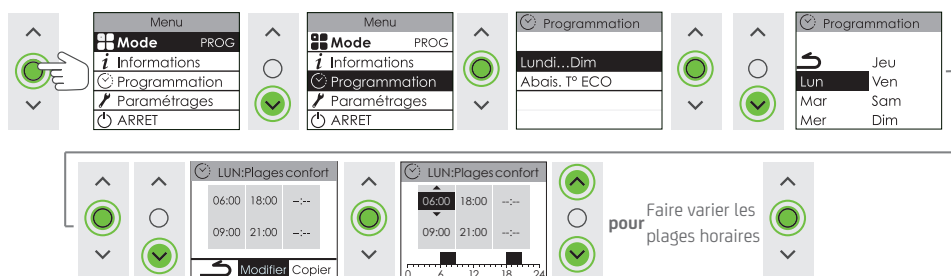 Menu
Mode PROG
i Informations
Programmation
Paramétrages
ARRET
Menu
Mode PROG
i Informations
Programmation
Paramétrages
ARRET
Programmation
Lundi...Dim
Abais. T° ECO
Programmation
Jeu
Lun Ven
Mar Sam
Mer Dim
LUN:Plages confort
06:00 18:00 --:--
09:00 21:00 --:--
Modifier Copier
LUN:Plages confort
06:00 18:00 --:--
09:00 21:00 --:--
0 6 12 18 24
pour Faire varier les
plages horaires